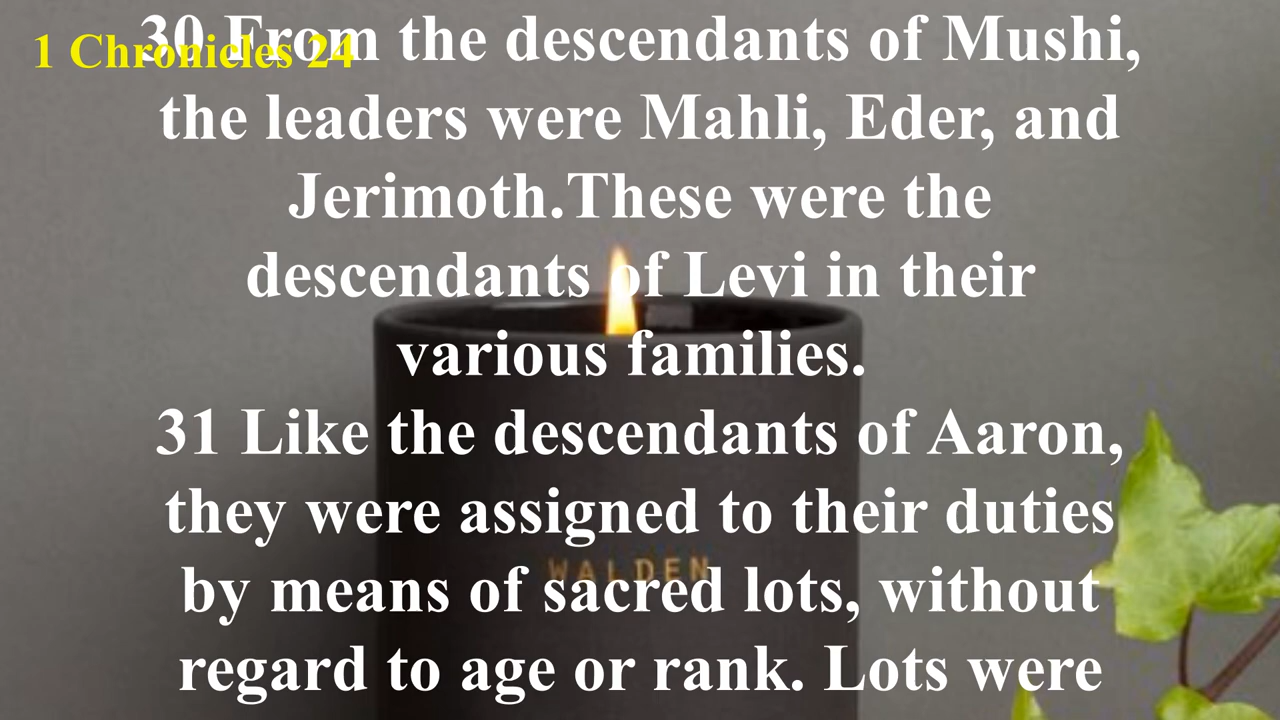 1 Chronicles 24
30 From the descendants of Mushi,
the leaders were Mahli, Eder, and
Jerimoth.These were the
descendants of Levi in their
various families.
31 Like the descendants of Aaron,
they were assigned to their duties
WALDEN
by means of sacred lots, without
regard to age or rank. Lots were